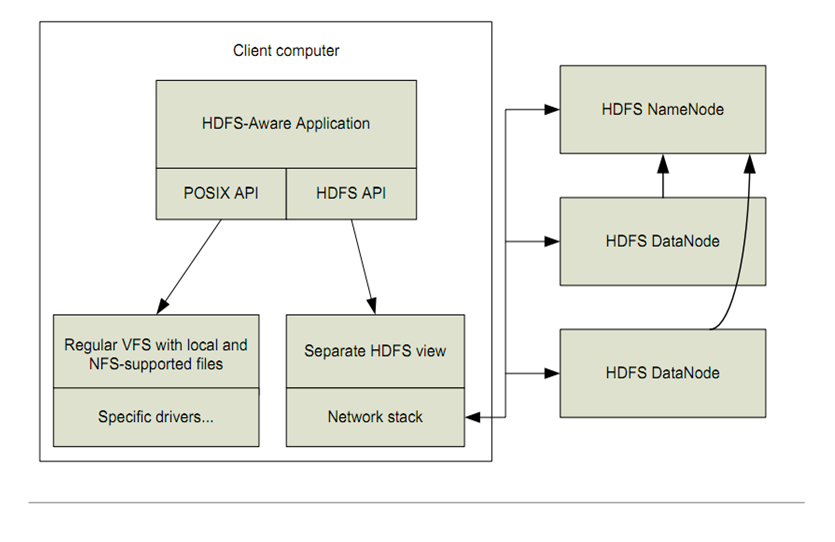 Client computer
HDFS-Aware Application
POSIX API
HDFS API
Regular VFS with local and
NFS-supported files
Specific drivers...
Separate HDFS view
Network stack
HDFS NameNode
HDFS DataNode
HDFS DataNode